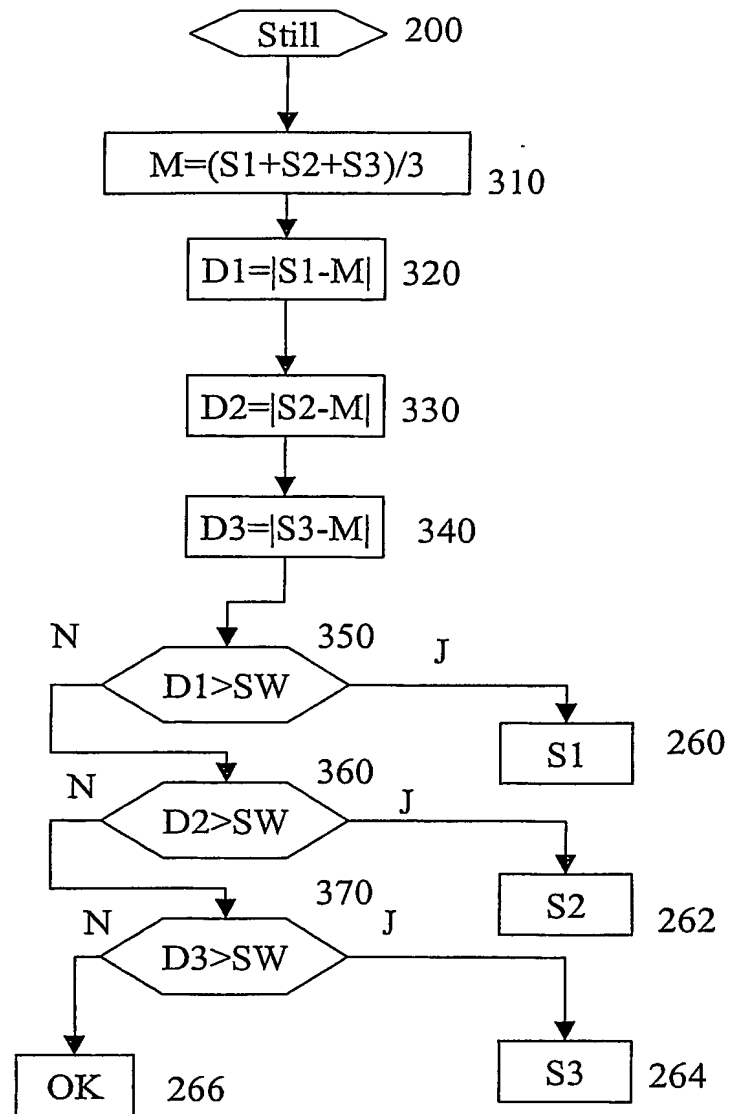 Still 200
M=(S1+S2+S3)/3 310
D1=|S1-M| 320
D2=|S2-M| 330
D3=|S3-M| 340
N 350 J
D1>SW
S1 260
N 360 J
D2>SW
S2 262
N 370 J
D3>SW
S3 264
OK 266